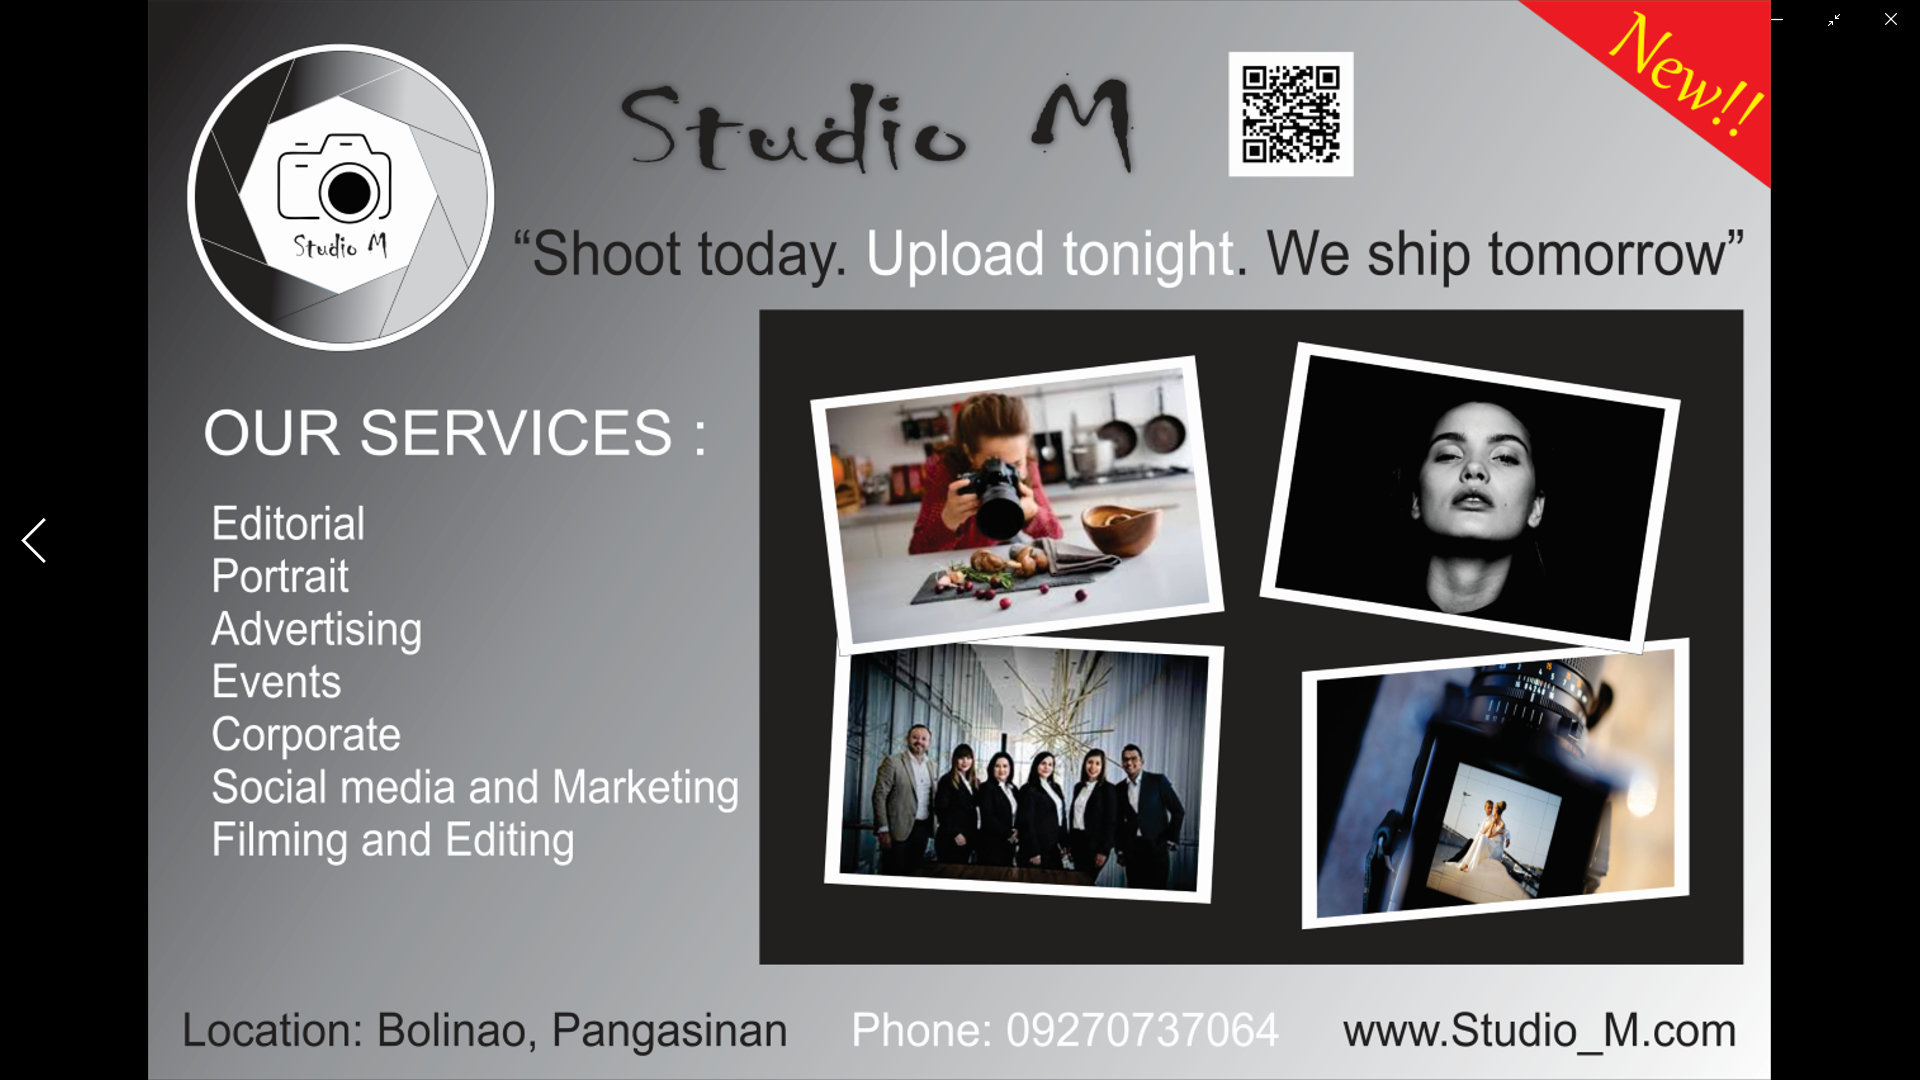 New!!
Studio M
Studio M
“Shoot today. Upload tonight. We ship tomorrow”
OUR SERVICES :
Editorial
Portrait
Advertising
Events
Corporate
Social media and Marketing
Filming and Editing
Location: Bolinao, Pangasinan
Phone: 09270737064
www.Studio_M.com